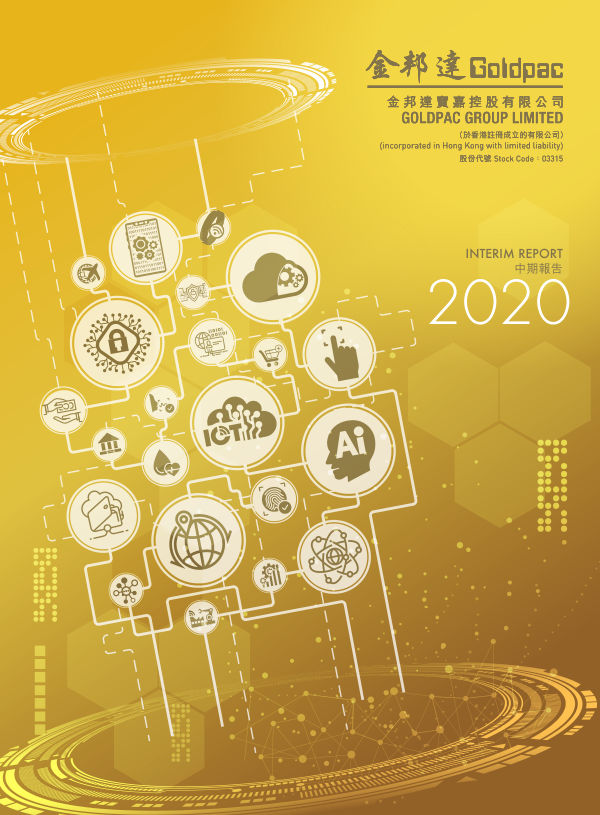 金邦達 Goldpac
金邦達寶嘉控股有限公司
GOLDPAC GROUP LIMITED
（於香港註冊成立的有限公司）
(incorporated in Hong Kong with limited liability)
股份代號 Stock Code：03315
INTERIM REPORT
中期報告
2020
IOT
Ai